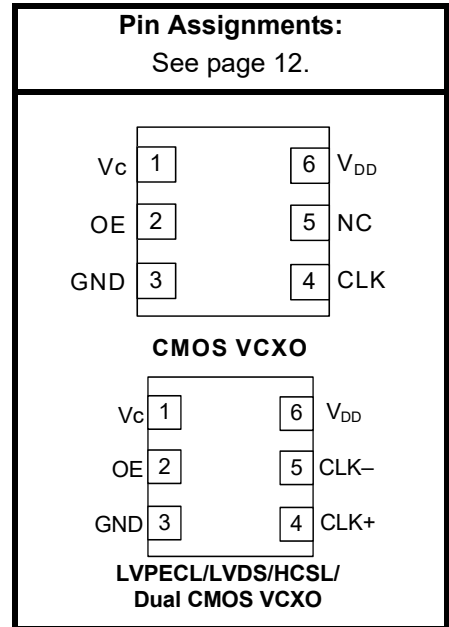 Pin Assignments:
See page 12.
Vc 1 6 VDD
OE 2 5 NC
GND 3 4 CLK
CMOS VCXO
Vc 1 6 VDD
OE 2 5 CLK–
GND 3 4 CLK+
LVPECL/LVDS/HCSL/
Dual CMOS VCXO